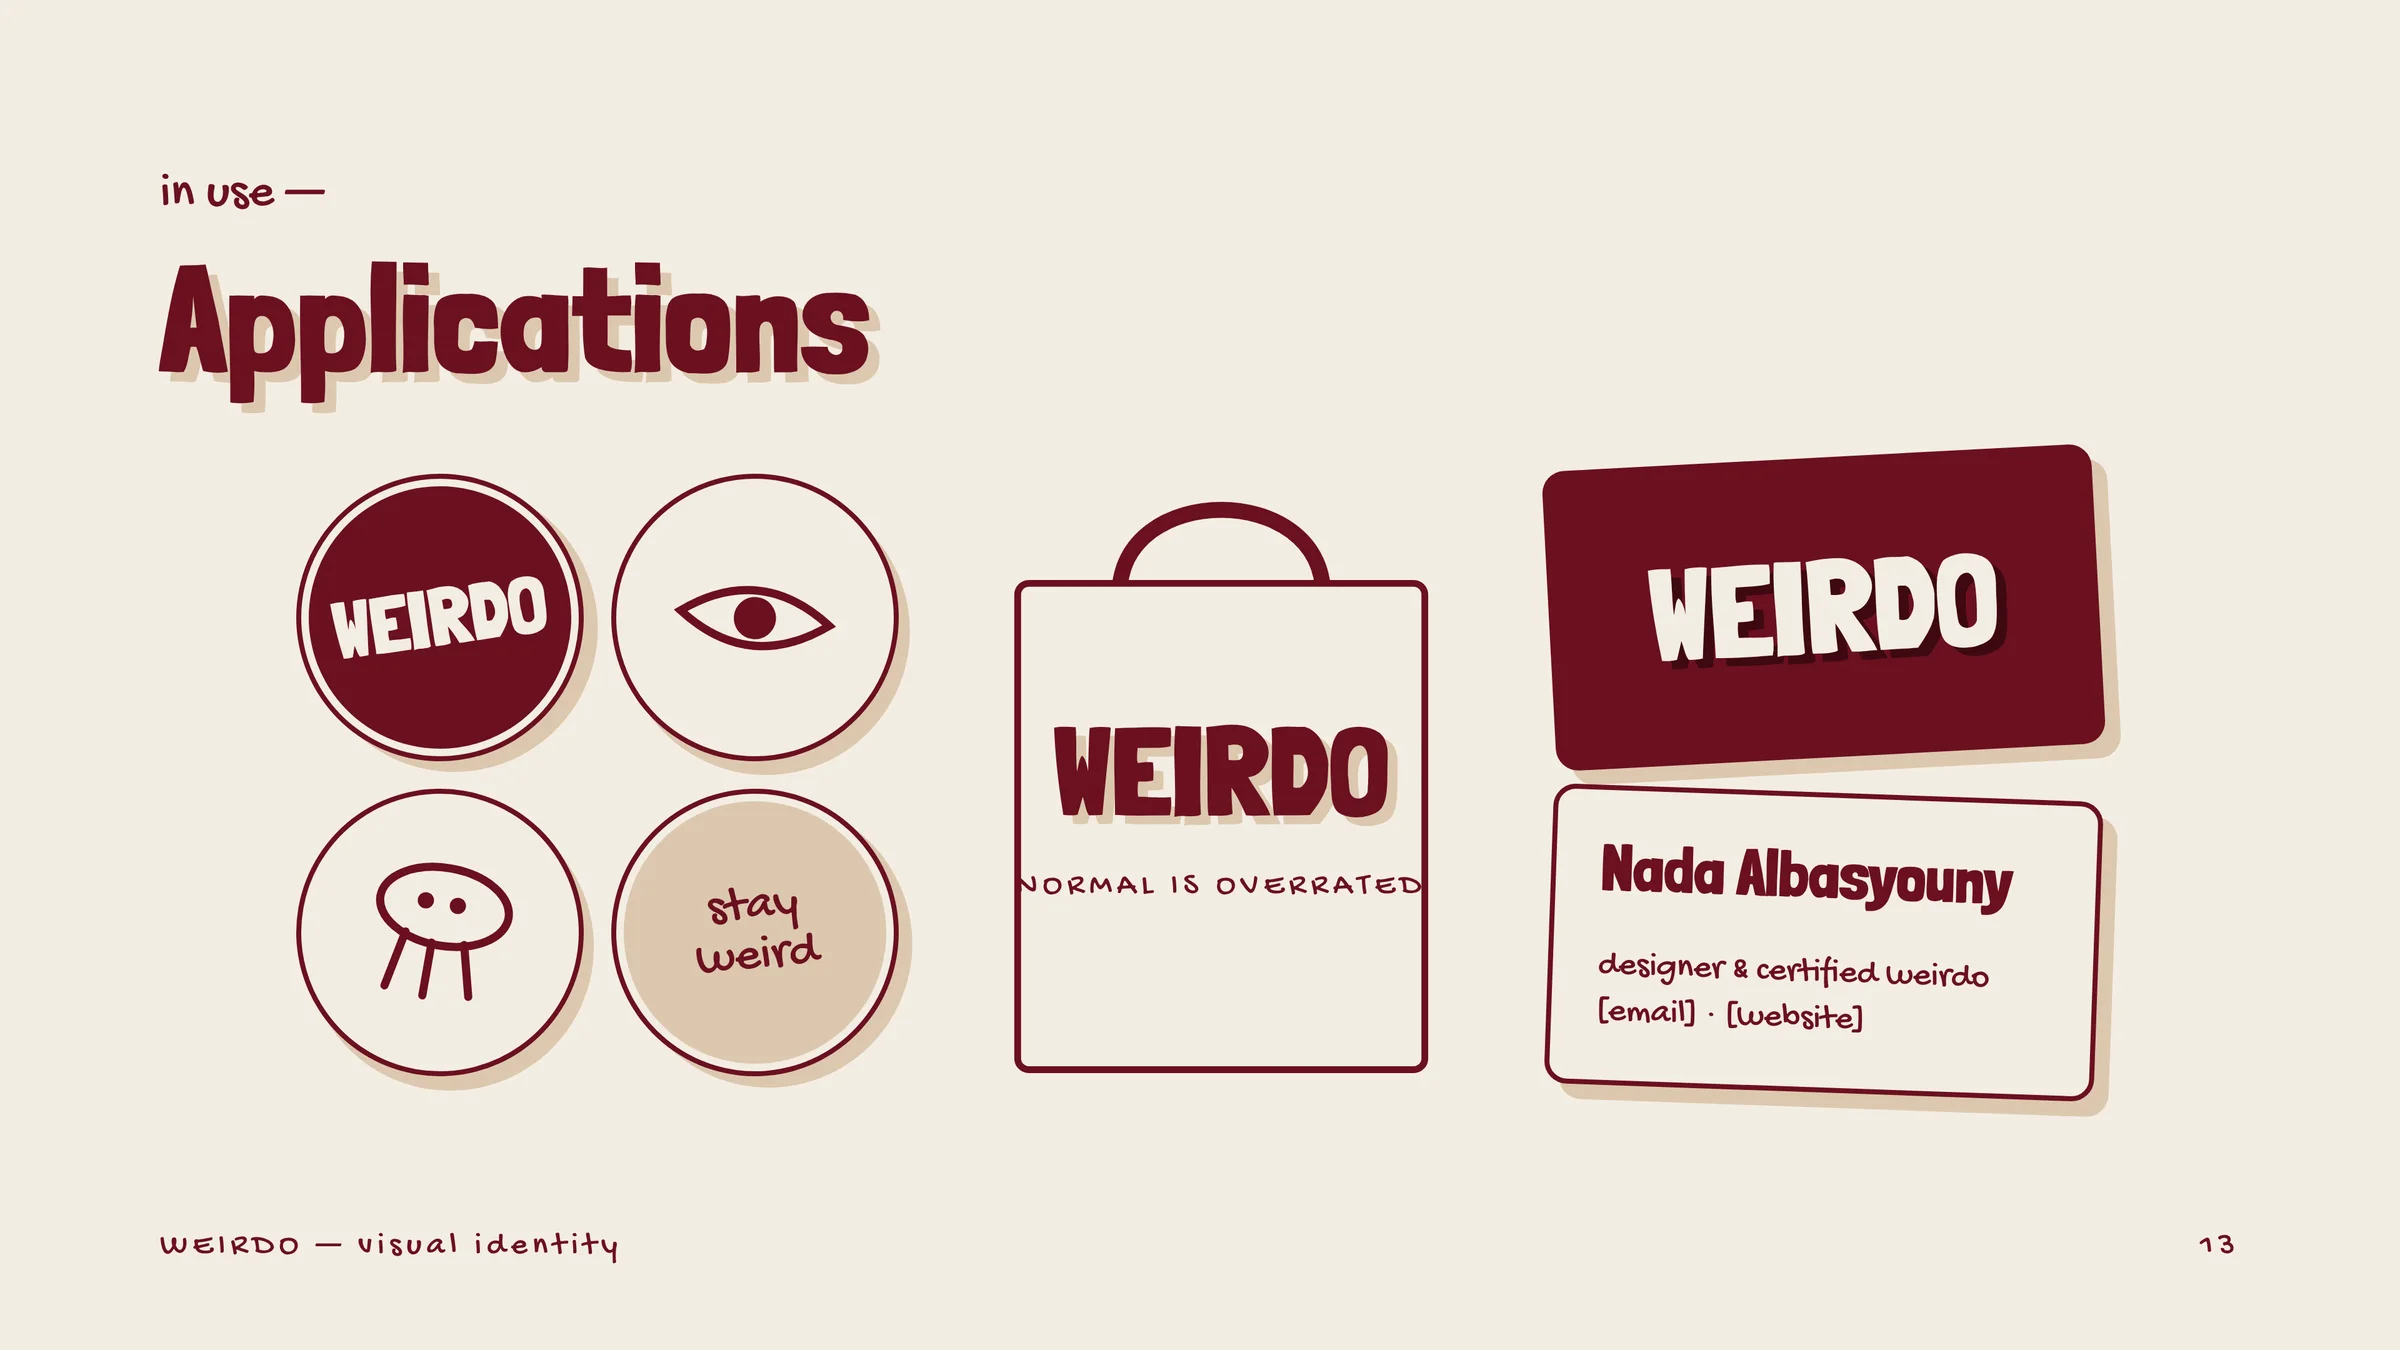 in use —
Applications
WEIRDO
stay
weird
WEIRDO
NORMAL IS OVERRATED
WEIRDO
Nada Albasyouny
designer & certified weirdo
[email] · [website]
WEIRDO — visual identity
13